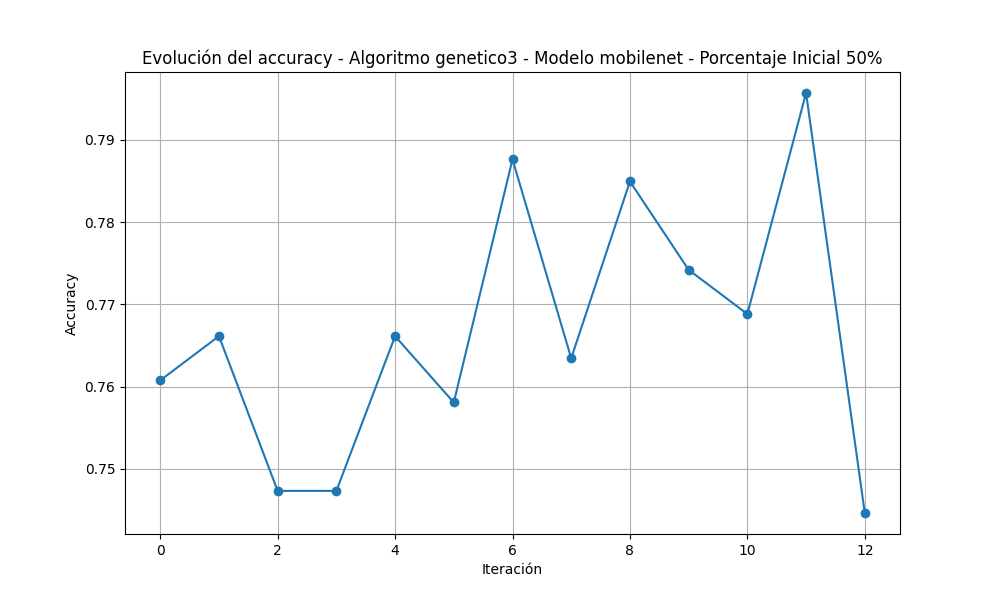 Evolución del accuracy - Algoritmo genetico3 - Modelo mobilenet - Porcentaje Inicial 50%
Accuracy
0.79
0.78
0.77
0.76
0.75
0 2 4 6 8 10 12
Iteración